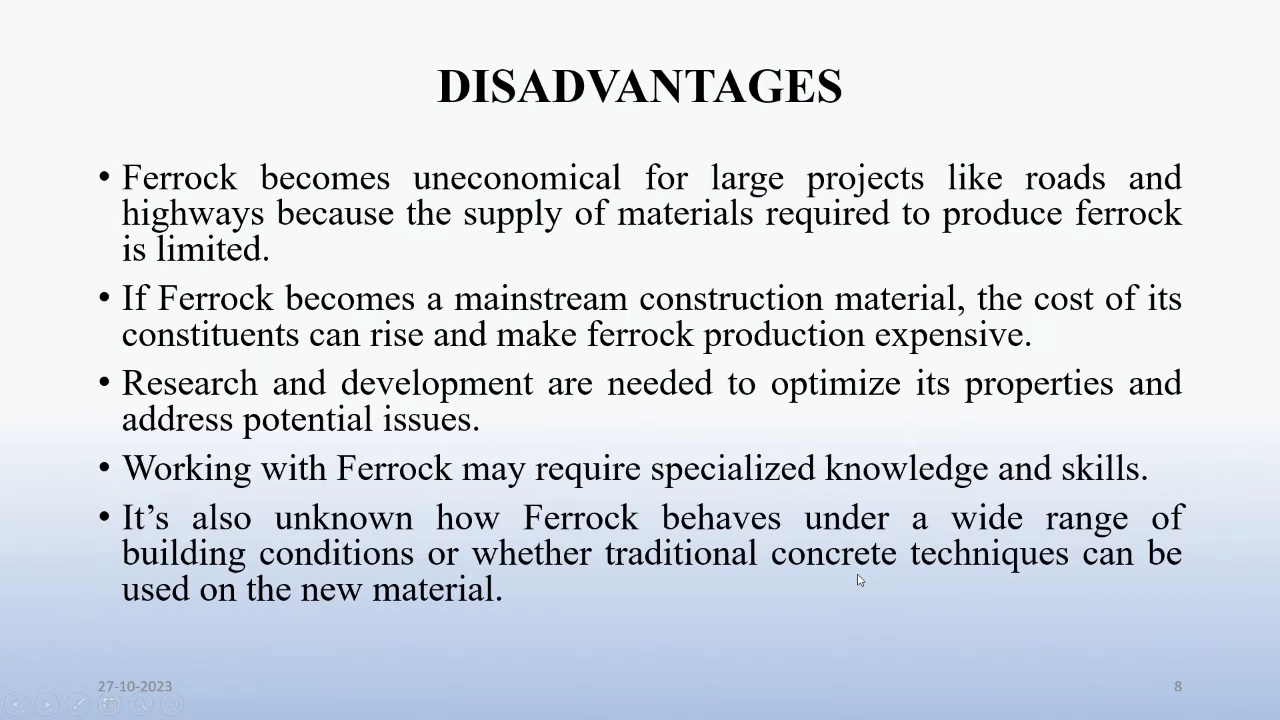 DISADVANTAGES
• Ferrock becomes uneconomical for large projects like roads and
highways because the supply of materials required to produce ferrock
is limited.
• If Ferrock becomes a mainstream construction material, the cost of its
constituents can rise and make ferrock production expensive.
• Research and development are needed to optimize its properties and
address potential issues.
• Working with Ferrock may require specialized knowledge and skills.
• It’s also unknown how Ferrock behaves under a wide range of
building conditions or whether traditional concrete techniques can be
used on the new material.
27-10-2023
8